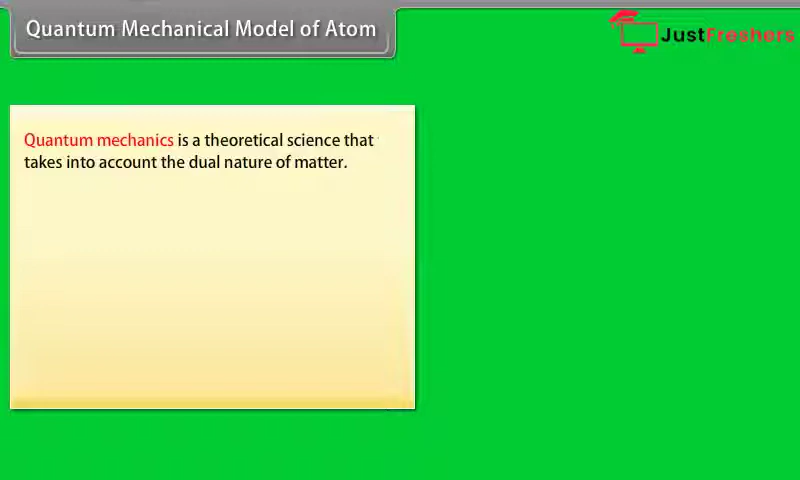 Quantum Mechanical Model of Atom
JustFreshers
Quantum mechanics is a theoretical science that
takes into account the dual nature of matter.